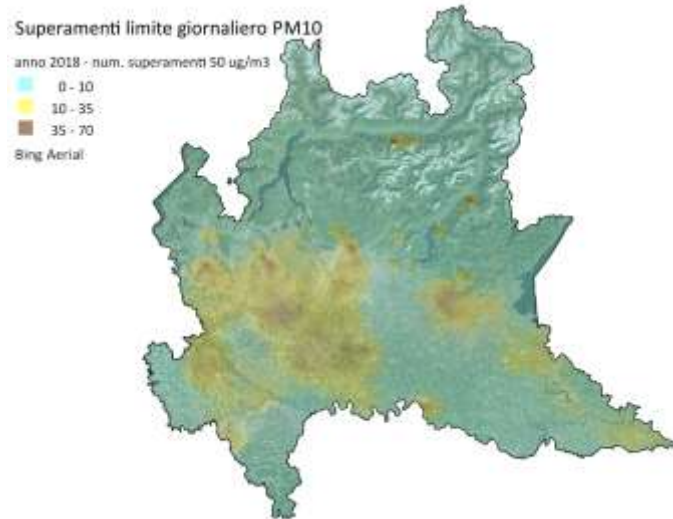 Superamenti limite giornaliero PM10
anno 2018 - num. superamenti 50 ug/m3
0 - 10
10 - 35
35 - 70
Bing Aerial